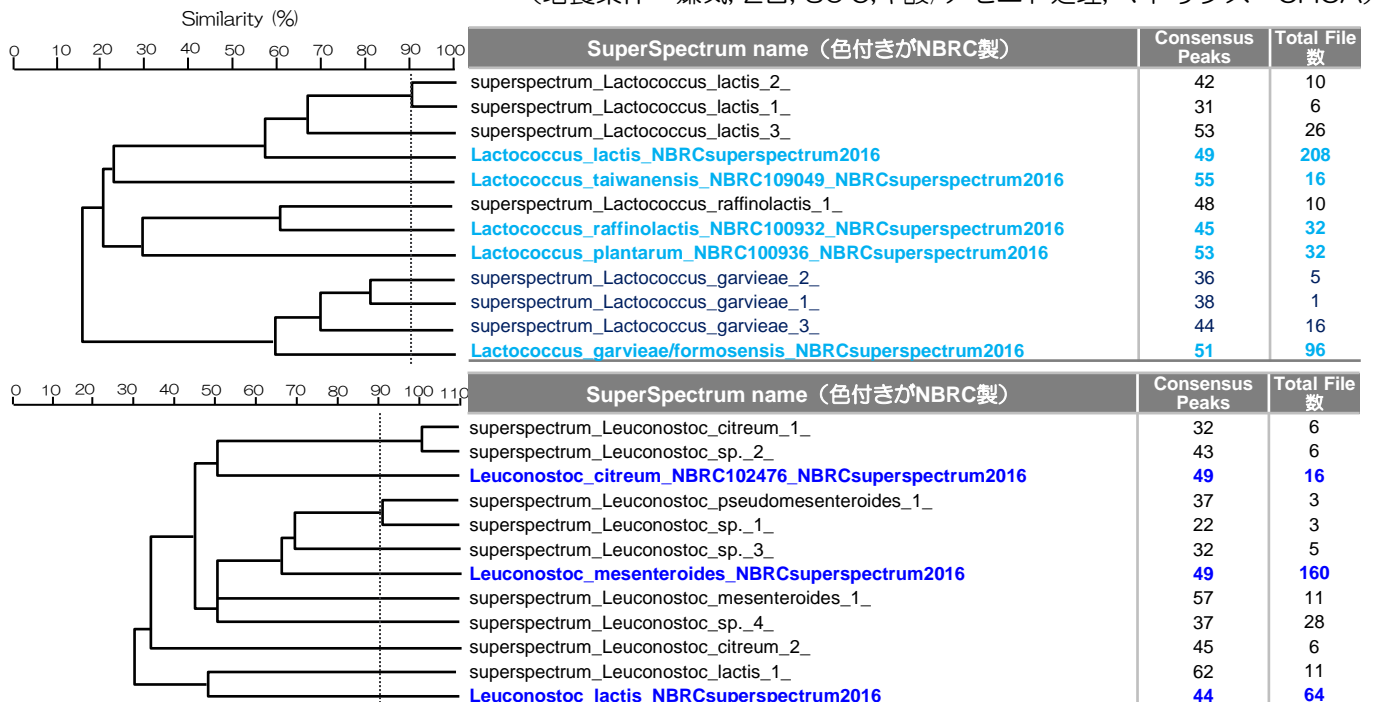 Similarity (%)
0 10 20 30 40 50 60 70 80 90 100
SuperSpectrum name（色付きがNBRC製） Consensus Peaks Total File 数
superspectrum_Lactococcus_lactis_2_ 42 10
superspectrum_Lactococcus_lactis_1_ 31 6
superspectrum_Lactococcus_lactis_3_ 53 26
Lactococcus_lactis_NBRCsuperspectrum2016 49 208
Lactococcus_taiwanensis_NBRC109049_NBRCsuperspectrum2016 55 16
superspectrum_Lactococcus_raffinolactis_1_ 48 10
Lactococcus_raffinolactis_NBRC100932_NBRCsuperspectrum2016 45 32
Lactococcus_plantarum_NBRC100936_NBRCsuperspectrum2016 53 32
superspectrum_Lactococcus_garvieae_2_ 36 5
superspectrum_Lactococcus_garvieae_1_ 38 1
superspectrum_Lactococcus_garvieae_3_ 44 16
Lactococcus_garvieae/formosensis_NBRCsuperspectrum2016 51 96
0 10 20 30 40 50 60 70 80 90 100 110
SuperSpectrum name（色付きがNBRC製） Consensus Peaks Total File 数
superspectrum_Leuconostoc_citreum_1_ 32 6
superspectrum_Leuconostoc_sp._2_ 43 6
Leuconostoc_citreum_NBRC102476_NBRCsuperspectrum2016 49 16
superspectrum_Leuconostoc_pseudomesenteroides_1_ 37 3
superspectrum_Leuconostoc_sp._1_ 22 3
superspectrum_Leuconostoc_sp._3_ 32 5
Leuconostoc_mesenteroides_NBRCsuperspectrum2016 49 160
superspectrum_Leuconostoc_mesenteroides_1_ 57 11
superspectrum_Leuconostoc_sp._4_ 37 28
superspectrum_Leuconostoc_citreum_2_ 45 6
superspectrum_Leuconostoc_lactis_1_ 62 11
Leuconostoc_lactis_NBRCsuperspectrum2016 44 64